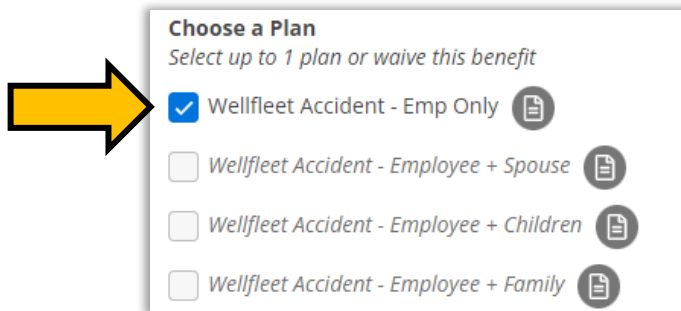 Choose a Plan
Select up to 1 plan or waive this benefit
Wellfleet Accident - Emp Only
Wellfleet Accident - Employee + Spouse
Wellfleet Accident - Employee + Children
Wellfleet Accident - Employee + Family